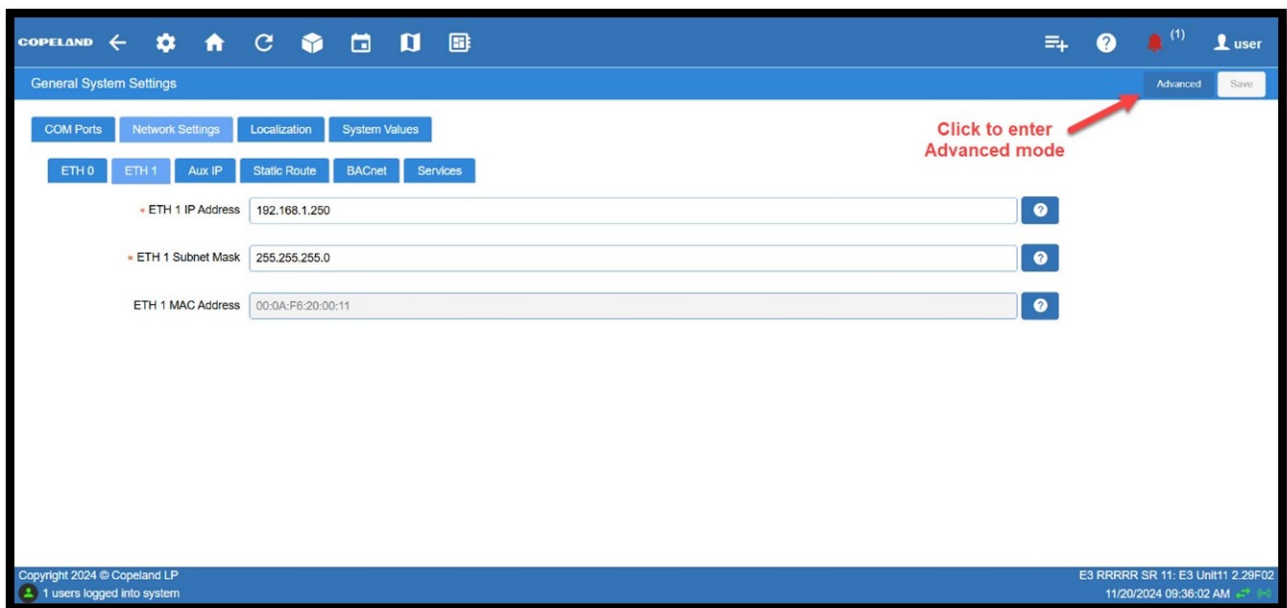 COPELAND
(1)
user
General System Settings
Advanced
Save
COM Ports
Network Settings
Localization
System Values
Click to enter
Advanced mode
ETH 0
ETH 1
Aux IP
Static Route
BACnet
Services
* ETH 1 IP Address
192.168.1.250
?
* ETH 1 Subnet Mask
255.255.255.0
?
ETH 1 MAC Address
00:0A:F6:20:00:11
?
Copyright 2024 © Copeland LP
E3 RRRRR SR 11: E3 Unit11 2.29F02
1 users logged into system
11/20/2024 09:36:02 AM